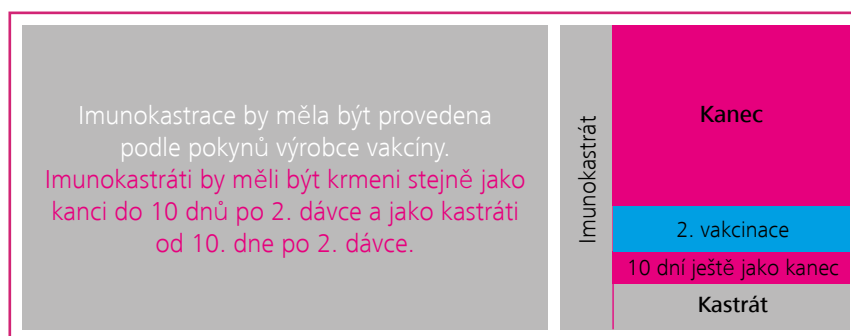 Imunokastrace by měla být provedena
podle pokynů výrobce vakcíny.
Imunokastráti by měli být krmeni stejně jako
kanci do 10 dnů po 2. dávce a jako kastráti
od 10. dne po 2. dávce.
Imunokastrát
Kanec
2. vakcinace
10 dní ještě jako kanec
Kastrát